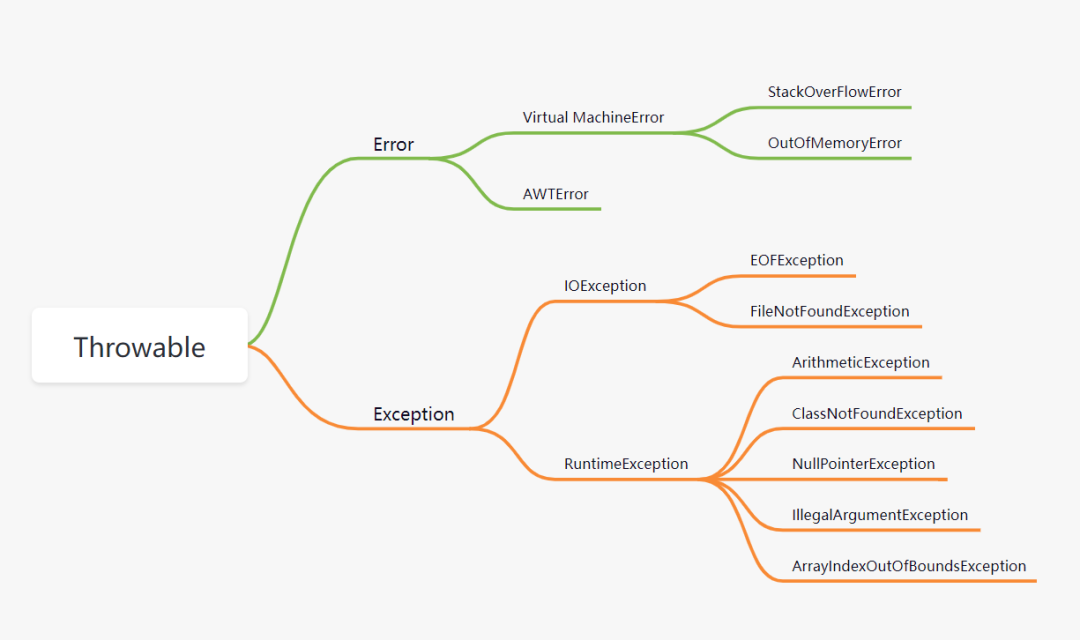 Throwable
Error
Virtual MachineError
StackOverFlowError
OutOfMemoryError
AWTError
Exception
IOException
EOFException
FileNotFoundException
RuntimeException
ArithmeticException
ClassNotFoundException
NullPointerException
IllegalArgumentException
ArrayIndexOutOfBoundsException